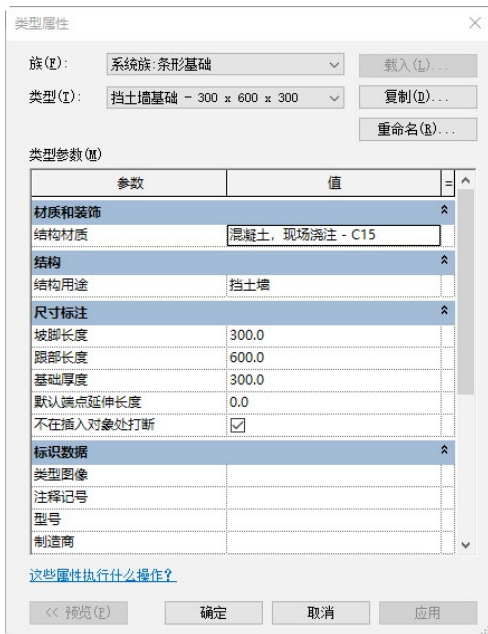 类型属性
族(F): 系统族:条形基础 载入(L)...
类型(T): 挡土墙基础 - 300 x 600 x 300 复制(D)...
重命名(R)...
类型参数(M)
参数 值 =
材质和装饰
结构材质 混凝土, 现场浇注 - C15
结构
结构用途 挡土墙
尺寸标注
坡脚长度 300.0
跟部长度 600.0
基础厚度 300.0
默认端点延伸长度 0.0
不在插入对象处打断
标识数据
类型图像
注释记号
型号
制造商
这些属性执行什么操作?
<< 预览(P) 确定 取消 应用